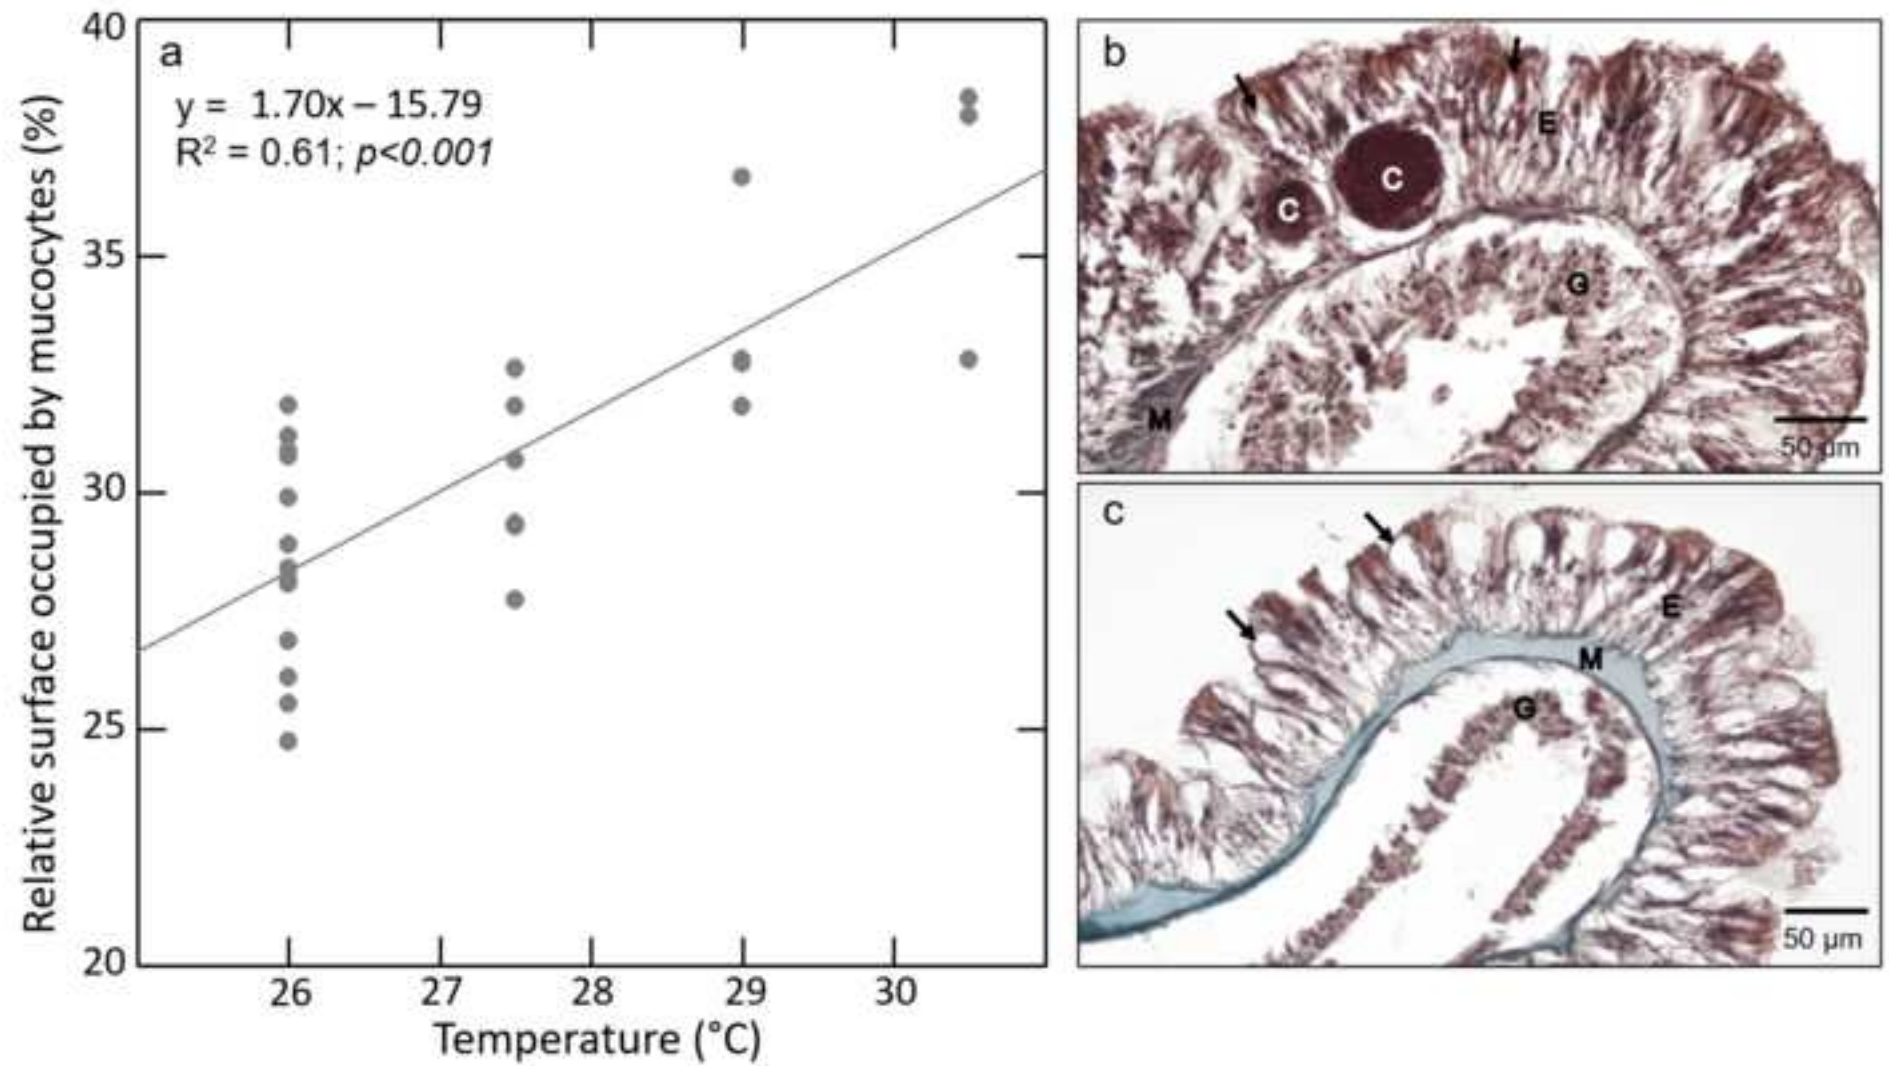 a
y = 1.70x – 15.79
R² = 0.61; p<0.001
Relative surface occupied by mucocytes (%)
40
35
30
25
20
26 27 28 29 30
Temperature (°C)
b
E
C
C
G
M
50 µm
c
E
M
G
50 µm